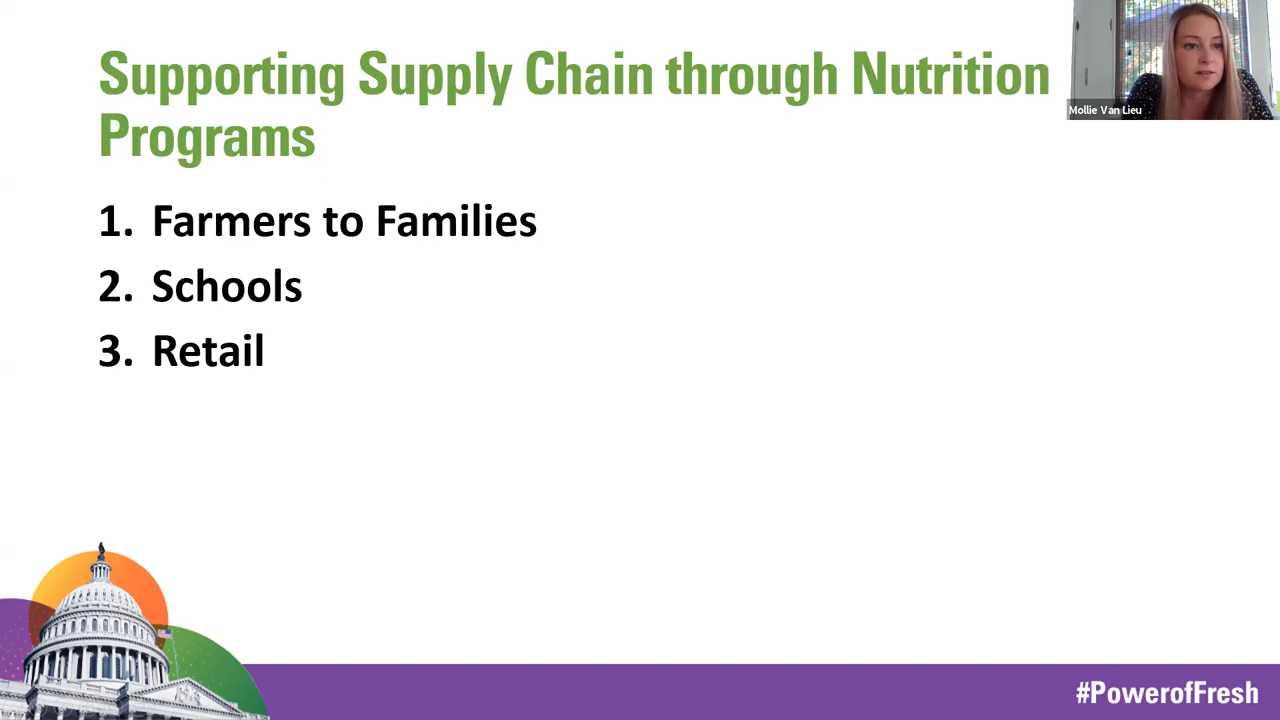 Supporting Supply Chain through Nutrition
Programs
Mollie Van Lieu
1. Farmers to Families
2. Schools
3. Retail
#PowerofFresh